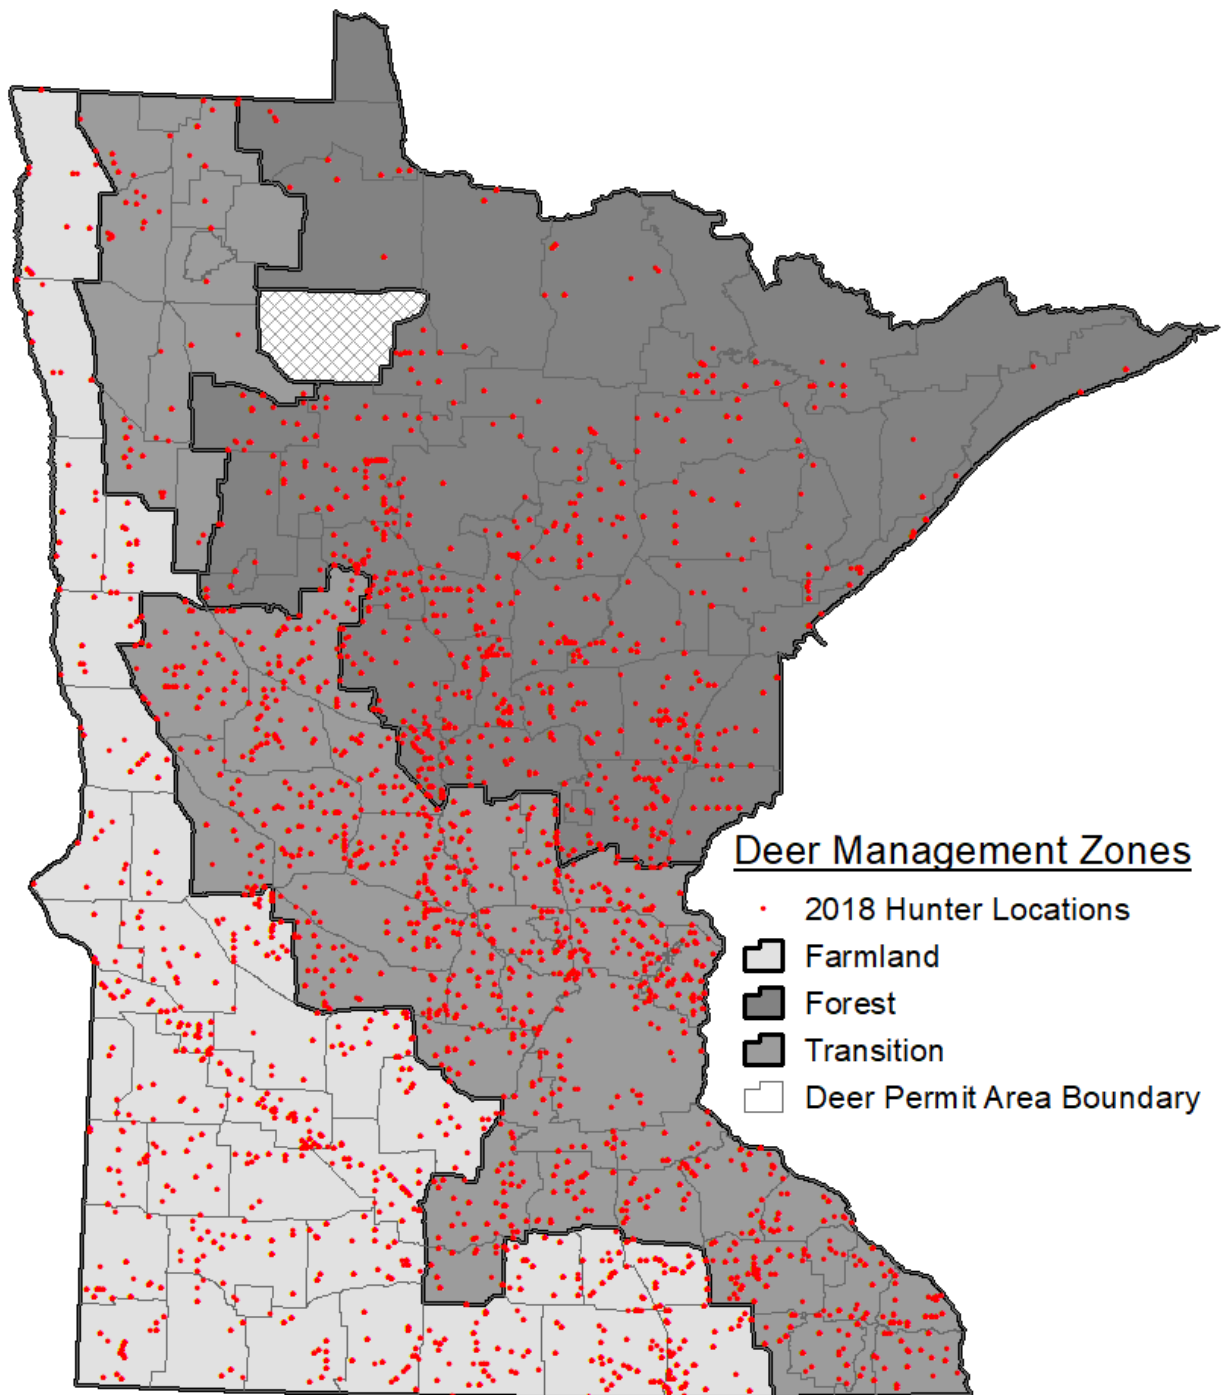 Deer Management Zones
2018 Hunter Locations
Farmland
Forest
Transition
Deer Permit Area Boundary